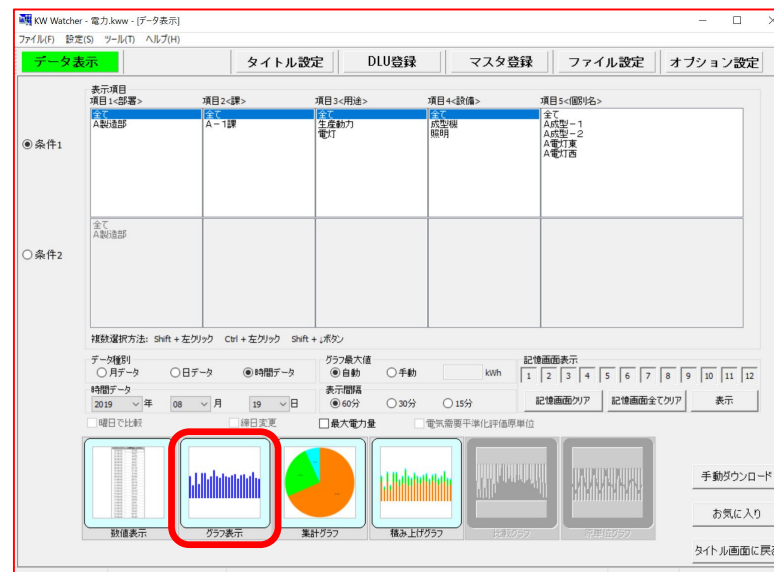 KW Watcher - 電力.kww - [データ表示]
ファイル(F) 設定(S) ツール(T) ヘルプ(H)
データ表示 タイトル設定 DLU登録 マスタ登録 ファイル設定 オプション設定
表示項目
項目1<部署> 項目2<課> 項目3<用途> 項目4<設備> 項目5<個別名>
全て 全て 全て 全て 全て
A製造部 A－1課 生産動力 成型機 A成型－1
電灯 照明 A成型－2
A電灯東
A電灯西
条件1
全て
A製造部
条件2
複数選択方法: Shift + 左クリック Ctrl + 左クリック Shift + ↓ボタン
データ種別 グラフ最大値 記憶画面表示
月データ 日データ 時間データ 自動 手動 kWh 1 2 3 4 5 6 7 8 9 10 11 12
時間データ 表示間隔
2019 年 08 月 19 日 60分 30分 15分 記憶画面クリア 記憶画面全てクリア 表示
曜日で比較 締日変更 最大電力量 電気需要平準化評価原単位
数値表示 グラフ表示 集計グラフ 積み上げグラフ 比較グラフ 原単位グラフ
手動ダウンロード
お気に入り
タイトル画面に戻る